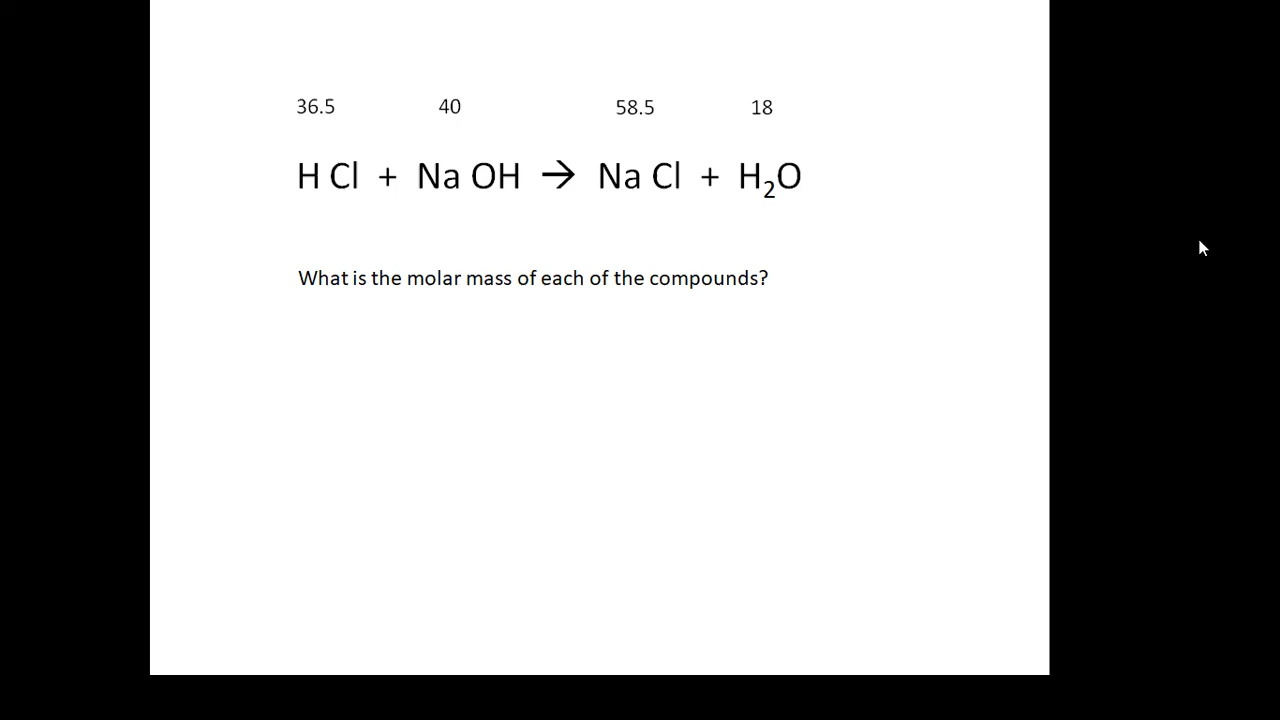 36.5 40 58.5 18
H Cl + Na OH → Na Cl + H₂O
What is the molar mass of each of the compounds?